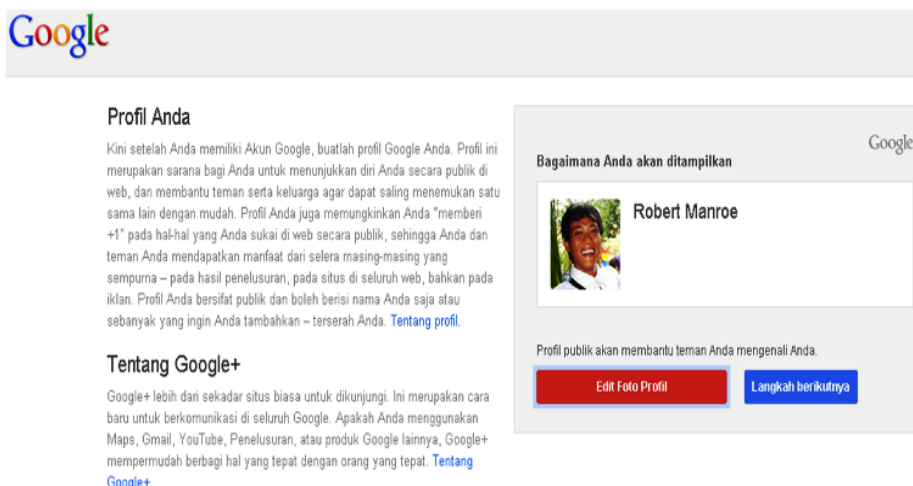 Google
Profil Anda
Kini setelah Anda memiliki Akun Google, buatlah profil Google Anda. Profil ini
merupakan sarana bagi Anda untuk menunjukkan diri Anda secara publik di
web, dan membantu teman serta keluarga agar dapat saling menemukan satu
sama lain dengan mudah. Profil Anda juga memungkinkan Anda "memberi
+1" pada hal-hal yang Anda sukai di web secara publik, sehingga Anda dan
teman Anda mendapatkan manfaat dari selera masing-masing yang
sempurna – pada hasil penelusuran, pada situs di seluruh web, bahkan pada
iklan. Profil Anda bersifat publik dan boleh berisi nama Anda saja atau
sebanyak yang ingin Anda tambahkan – terserah Anda. Tentang profil.
Tentang Google+
Google+ lebih dari sekadar situs biasa untuk dikunjungi. Ini merupakan cara
baru untuk berkomunikasi di seluruh Google. Apakah Anda menggunakan
Maps, Gmail, YouTube, Penelusuran, atau produk Google lainnya, Google+
mempermudah berbagi hal yang tepat dengan orang yang tepat. Tentang
Google+
Google
Bagaimana Anda akan ditampilkan
Robert Manroe
Profil publik akan membantu teman Anda mengenali Anda.
Edit Foto Profil
Langkah berikutnya